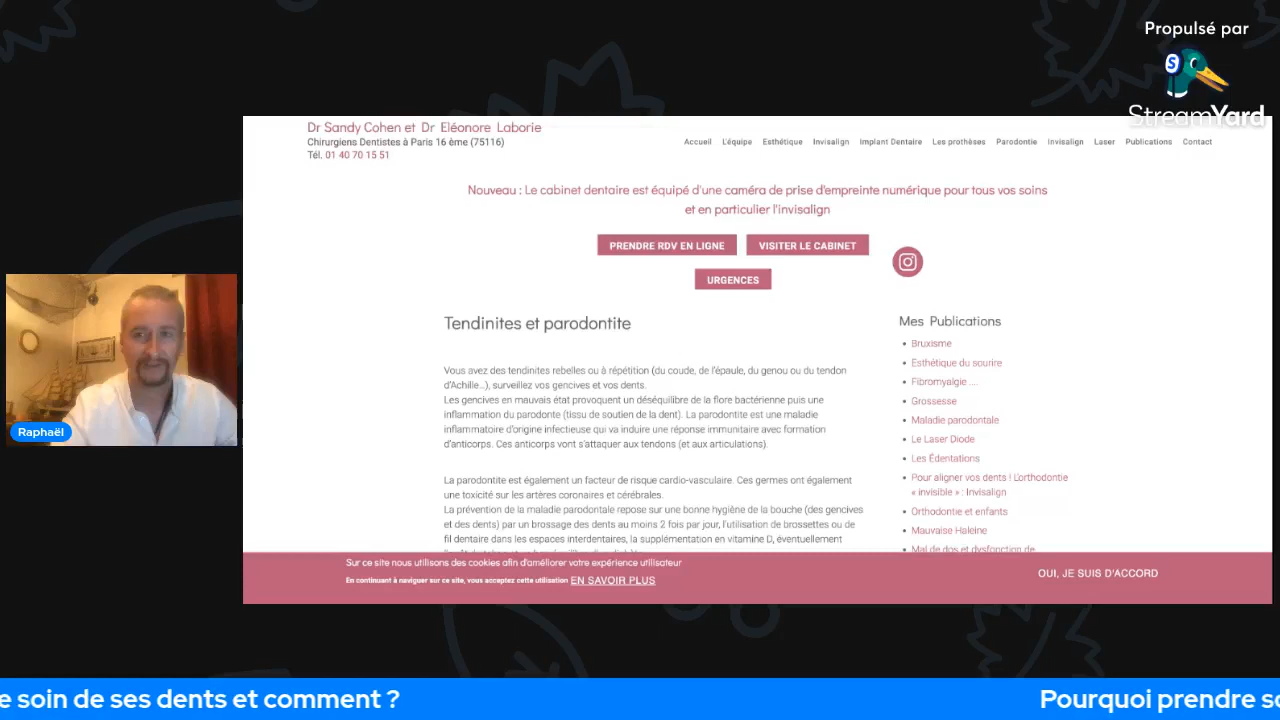 Propulsé par
StreamYard
Dr Sandy Cohen et Dr Eléonore Laborie
Chirurgiens Dentistes à Paris 16 ème (75116)
Tél. 01 40 70 15 51
Accueil L'équipe Esthétique Invisalign Implant Dentaire Les prothèses Parodontie Invisalign Laser Publications Contact
Nouveau : Le cabinet dentaire est équipé d'une caméra de prise d'empreinte numérique pour tous vos soins
et en particulier l'invisalign
PRENDRE RDV EN LIGNE VISITER LE CABINET
URGENCES
Tendinites et parodontite
Vous avez des tendinites rebelles ou à répétition (du coude, de l'épaule, du genou ou du tendon
d'Achille…), surveillez vos gencives et vos dents.
Les gencives en mauvais état provoquent un déséquilibre de la flore bactérienne puis une
inflammation du parodonte (tissu de soutien de la dent). La parodontite est une maladie
inflammatoire d'origine infectieuse qui va induire une réponse immunitaire avec formation
d'anticorps. Ces anticorps vont s'attaquer aux tendons (et aux articulations).
La parodontite est également un facteur de risque cardio-vasculaire. Ces germes ont également
une toxicité sur les artères coronaires et cérébrales.
La prévention de la maladie parodontale repose sur une bonne hygiène de la bouche (des gencives
et des dents) par un brossage des dents au moins 2 fois par jour, l'utilisation de brossettes ou de
fil dentaire dans les espaces interdentaires, la supplémentation en vitamine D, éventuellement
Mes Publications
Bruxisme
Esthétique du sourire
Fibromyalgie ....
Grossesse
Maladie parodontale
Le Laser Diode
Les Édentations
Pour aligner vos dents ! L'orthodontie
« invisible » : Invisalign
Orthodontie et enfants
Mauvaise Haleine
Mal de dos et dysfonction de
Sur ce site nous utilisons des cookies afin d'améliorer votre expérience utilisateur
En continuant à naviguer sur ce site, vous acceptez cette utilisation EN SAVOIR PLUS
OUI, JE SUIS D'ACCORD
Raphaël
e soin de ses dents et comment ? Pourquoi prendre so